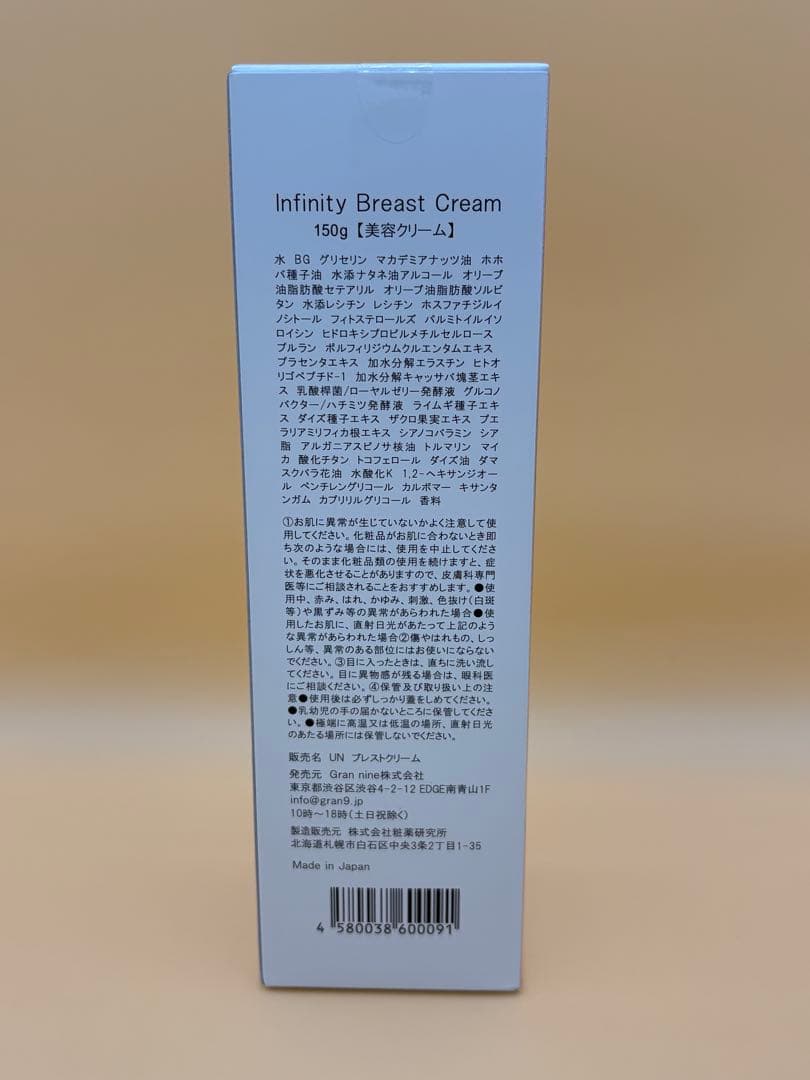 Infinity Breast Cream
150g【美容クリーム】
水 BG グリセリン マカデミアナッツ油 ホホ
バ種子油 水添ナタネ油アルコール オリーブ
油脂肪酸セテアリル オリーブ油脂肪酸ソルビ
タン 水添レシチン レシチン ホスファチジルイ
ノシトール フィトステロールズ パルミトイルイソ
ロイシン ヒドロキシプロピルメチルセルロース
プルラン ポルフィリジウムクルエンタムエキス
プラセンタエキス 加水分解エラスチン ヒトオ
リゴペプチド-1 加水分解キャッサバ塊茎エキ
ス 乳酸桿菌/ローヤルゼリー発酵液 グルコノ
バクター/ハチミツ発酵液 ライムギ種子エキ
ス ダイズ種子エキス ザクロ果実エキス プエ
ラリアミリフィカ根エキス シアノコバラミン シア
脂 アルガニアスピノサ核油 トルマリン マイ
カ 酸化チタン トコフェロール ダイズ油 ダマ
スクバラ花油 水酸化K 1,2-ヘキサンジオー
ル ペンチレングリコール カルボマー キサンタ
ンガム カプリリルグリコール 香料
①お肌に異常が生じていないかよく注意して使
用してください。化粧品がお肌に合わないとき即
ち次のような場合には、使用を中止してくださ
い。そのまま化粧品類の使用を続けますと、症
状を悪化させることがありますので、皮膚科専門
医等にご相談されることをおすすめします。●使
用中、赤み、はれ、かゆみ、刺激、色抜け(白斑
等)や黒ずみ等の異常があらわれた場合●使
用したお肌に、直射日光があたって上記のよう
な異常があらわれた場合②傷やはれもの、しっ
しん等、異常のある部位にはお使いにならない
でください。③目に入ったときは、直ちに洗い流し
てください。目に異物感が残る場合は、眼科医
にご相談ください。④保管及び取り扱い上の注
意●使用後は必ずしっかり蓋をしめてください。
●乳幼児の手の届かないところに保管してくださ
い。●極端に高温又は低温の場所、直射日光
のあたる場所には保管しないでください。
販売名 UN ブレストクリーム
発売元 Gran nine株式会社
東京都渋谷区渋谷4-2-12 EDGE南青山1F
info@gran9.jp
10時〜18時(土日祝除く)
製造販売元 株式会社粧薬研究所
北海道札幌市白石区中央3条2丁目1-35
Made in Japan
4 580038 600091